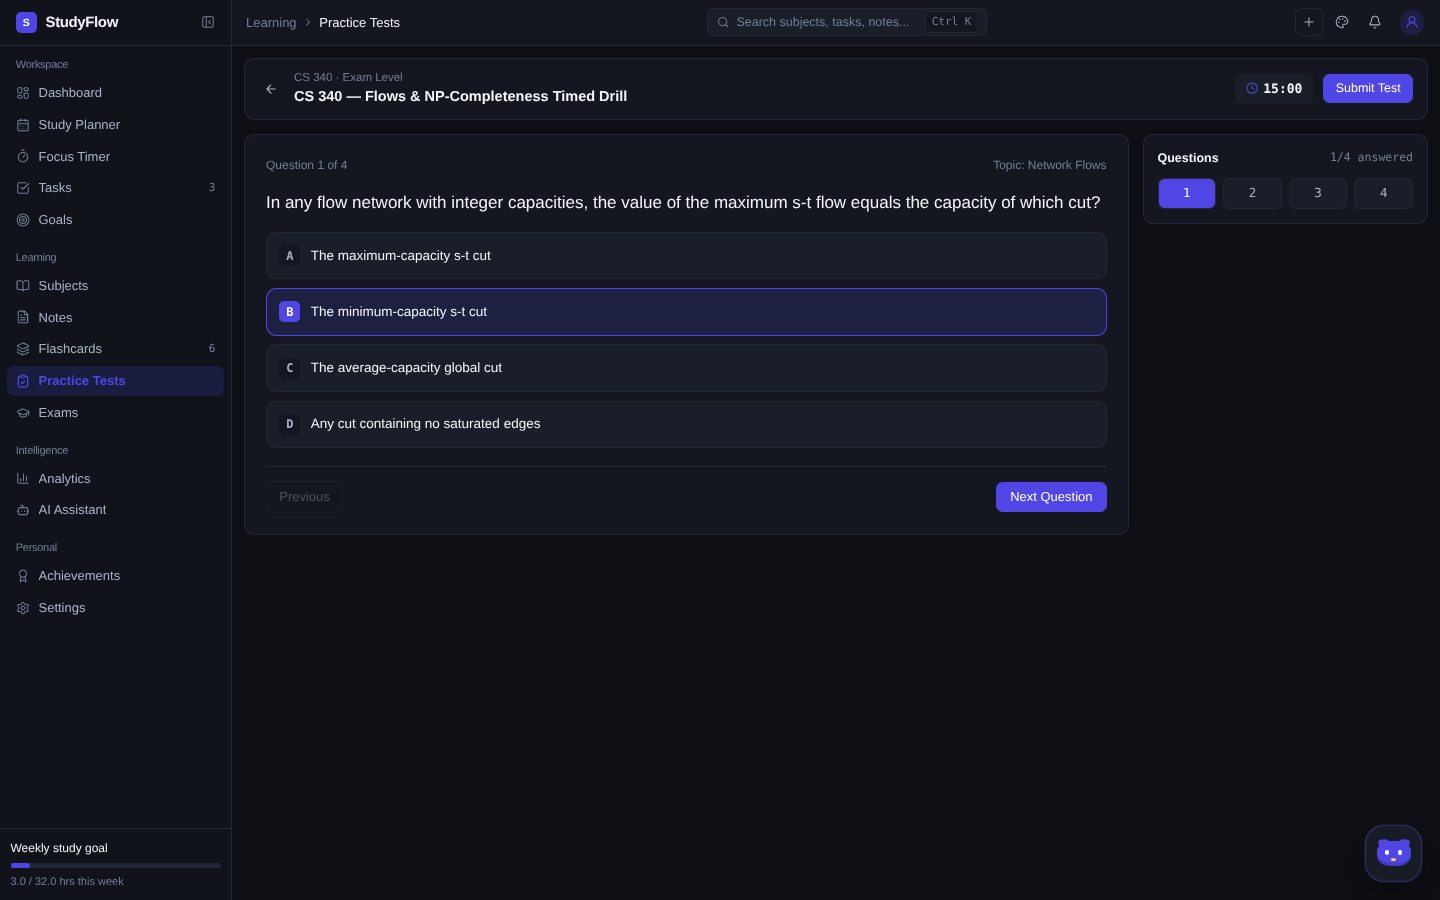 S StudyFlow
Learning > Practice Tests
Search subjects, tasks, notes... Ctrl K
Workspace
Dashboard
Study Planner
Focus Timer
Tasks 3
Goals
Learning
Subjects
Notes
Flashcards 6
Practice Tests
Exams
Intelligence
Analytics
AI Assistant
Personal
Achievements
Settings
Weekly study goal
3.0 / 32.0 hrs this week
CS 340 · Exam Level
CS 340 — Flows & NP-Completeness Timed Drill
15:00
Submit Test
Question 1 of 4
Topic: Network Flows
In any flow network with integer capacities, the value of the maximum s-t flow equals the capacity of which cut?
A The maximum-capacity s-t cut
B The minimum-capacity s-t cut
C The average-capacity global cut
D Any cut containing no saturated edges
Previous
Next Question
Questions
1/4 answered
1 2 3 4